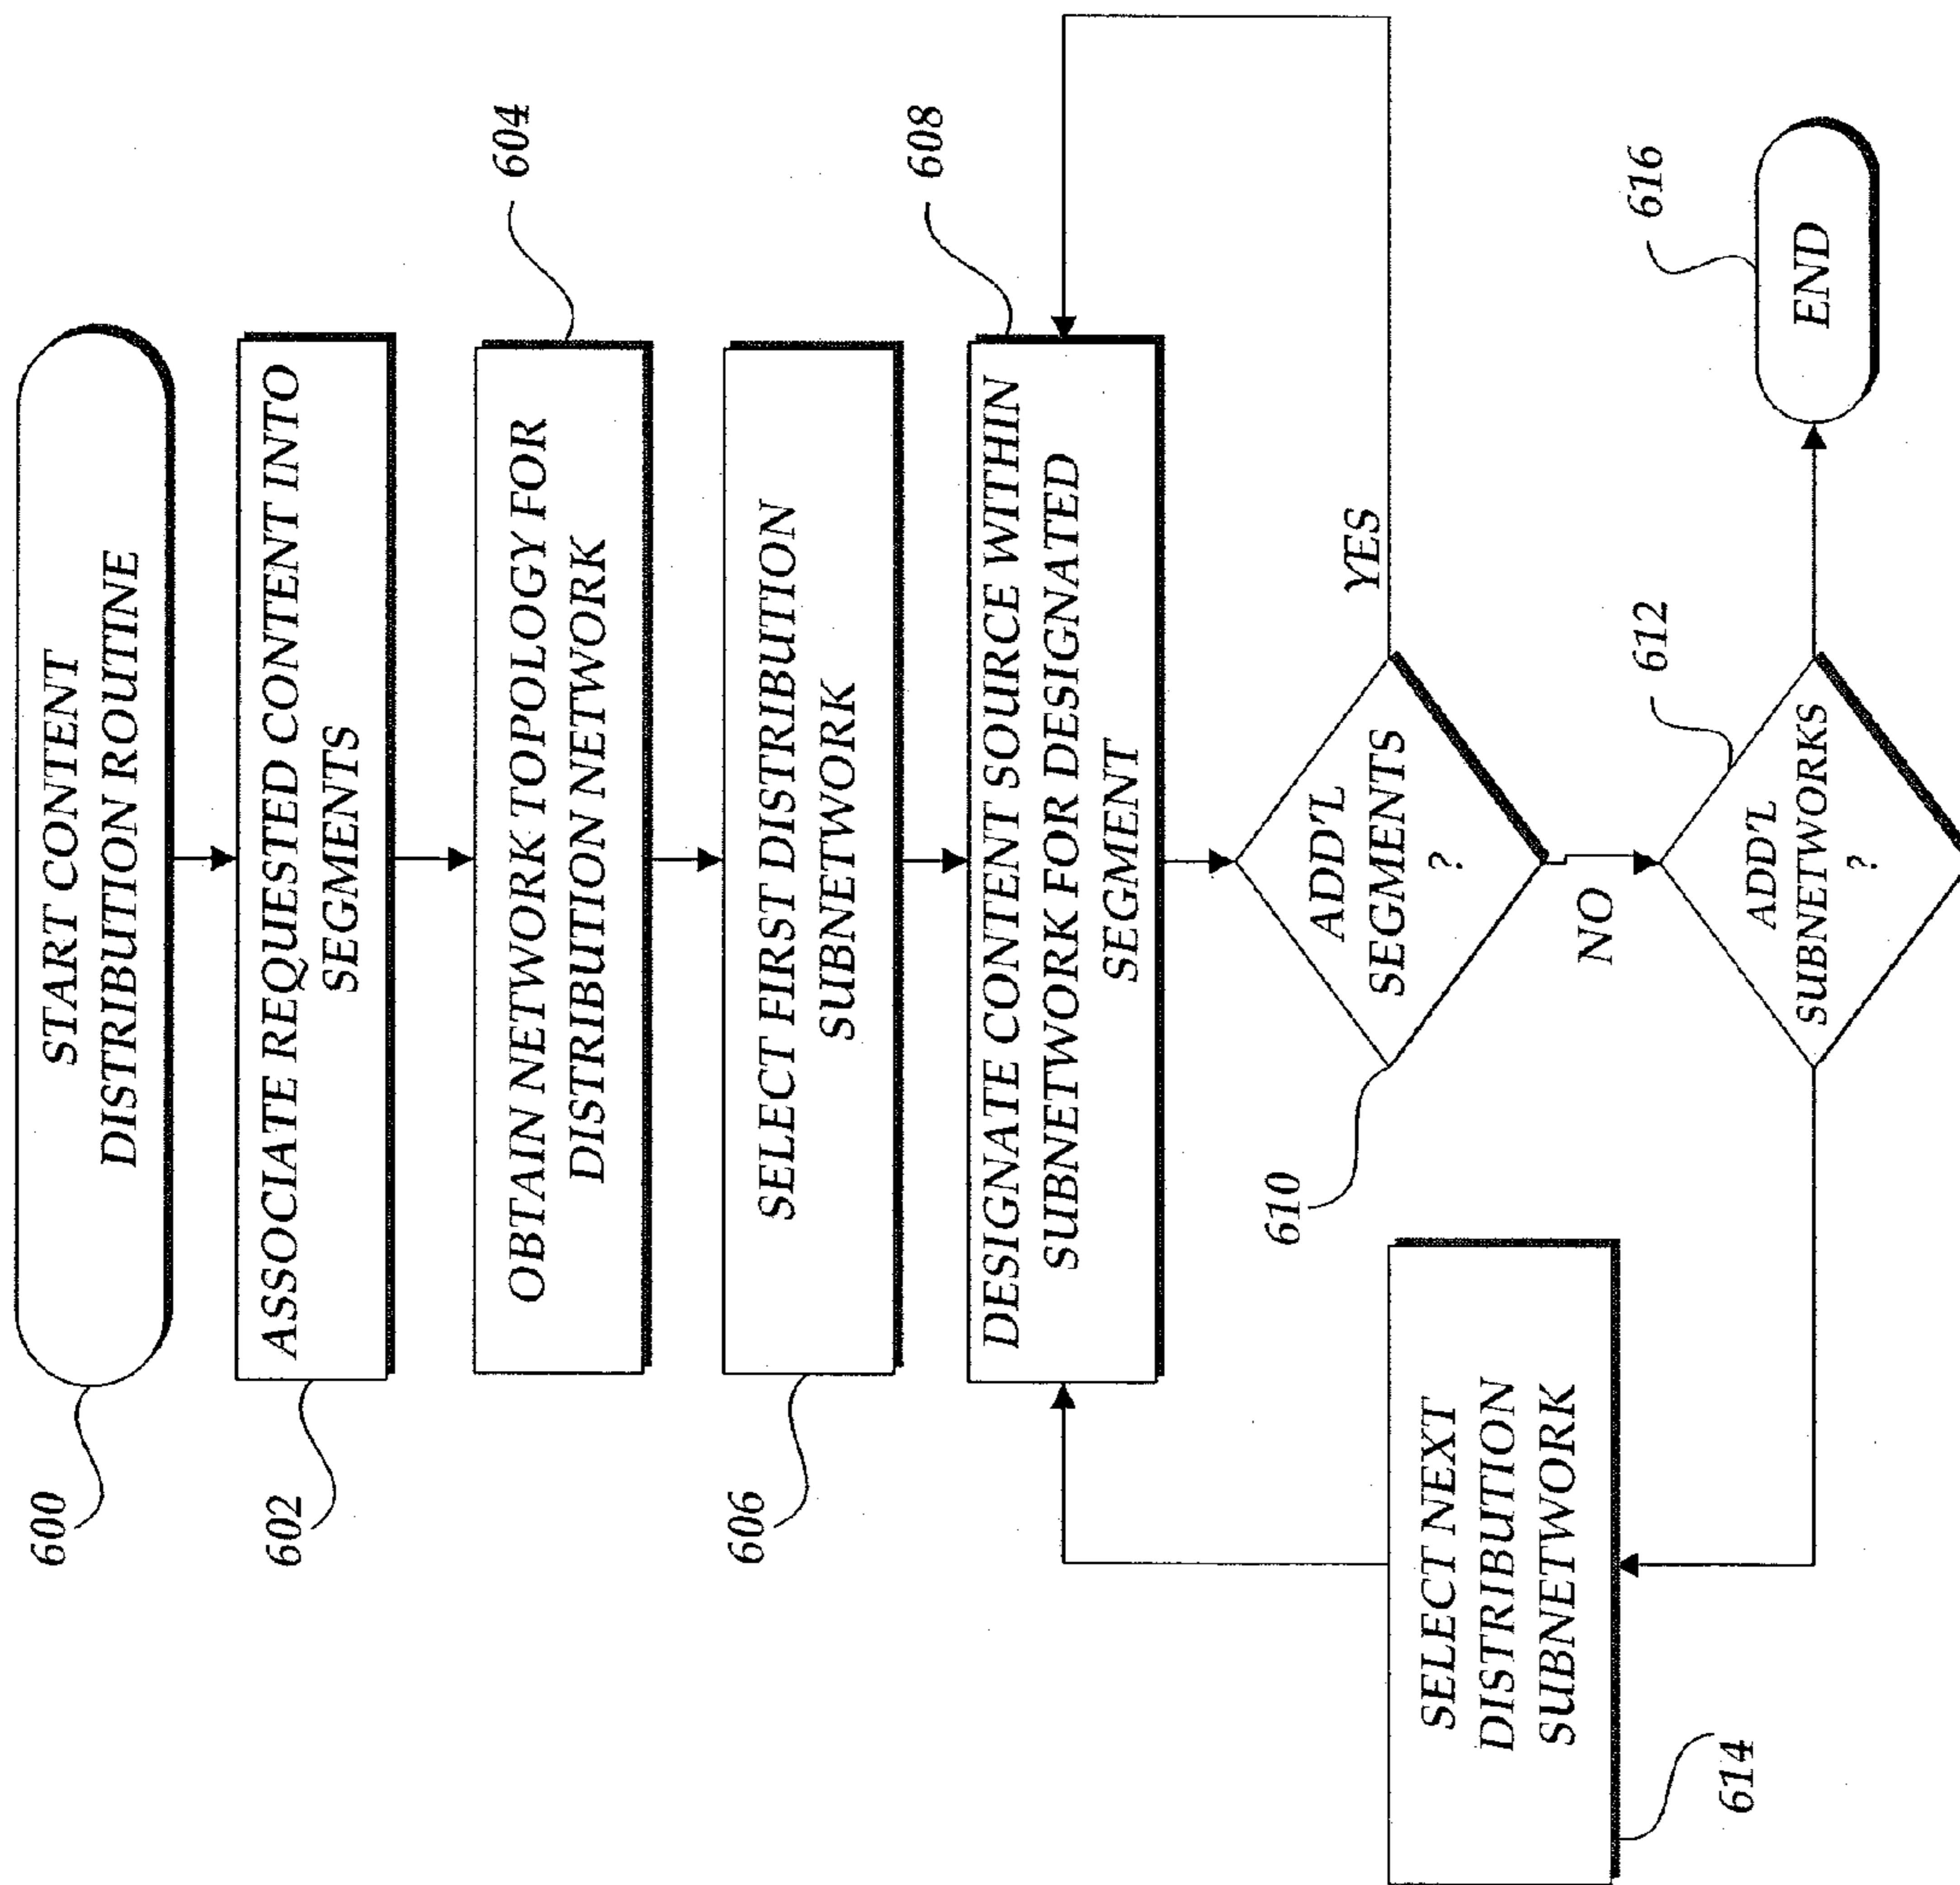 600
START CONTENT
DISTRIBUTION ROUTINE
602
ASSOCIATE REQUESTED CONTENT INTO
SEGMENTS
604
OBTAIN NETWORK TOPOLOGY FOR
DISTRIBUTION NETWORK
606
SELECT FIRST DISTRIBUTION
SUBNETWORK
608
DESIGNATE CONTENT SOURCE WITHIN
SUBNETWORK FOR DESIGNATED
SEGMENT
610
ADD'L
SEGMENTS
?
YES
NO
612
ADD'L
SUBNETWORKS
?
614
SELECT NEXT
DISTRIBUTION
SUBNETWORK
616
END